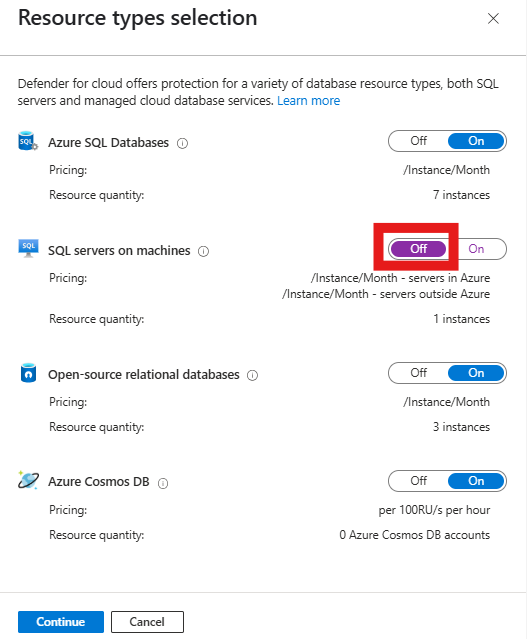 Resource types selection
Defender for cloud offers protection for a variety of database resource types, both SQL
servers and managed cloud database services. Learn more
SQL
Azure SQL Databases
Off On
Pricing: /Instance/Month
Resource quantity: 7 instances
SQL
SQL servers on machines
Off On
Pricing: /Instance/Month - servers in Azure
/Instance/Month - servers outside Azure
Resource quantity: 1 instances
Open-source relational databases
Off On
Pricing: /Instance/Month
Resource quantity: 3 instances
Azure Cosmos DB
Off On
Pricing: per 100RU/s per hour
Resource quantity: 0 Azure Cosmos DB accounts
Continue Cancel